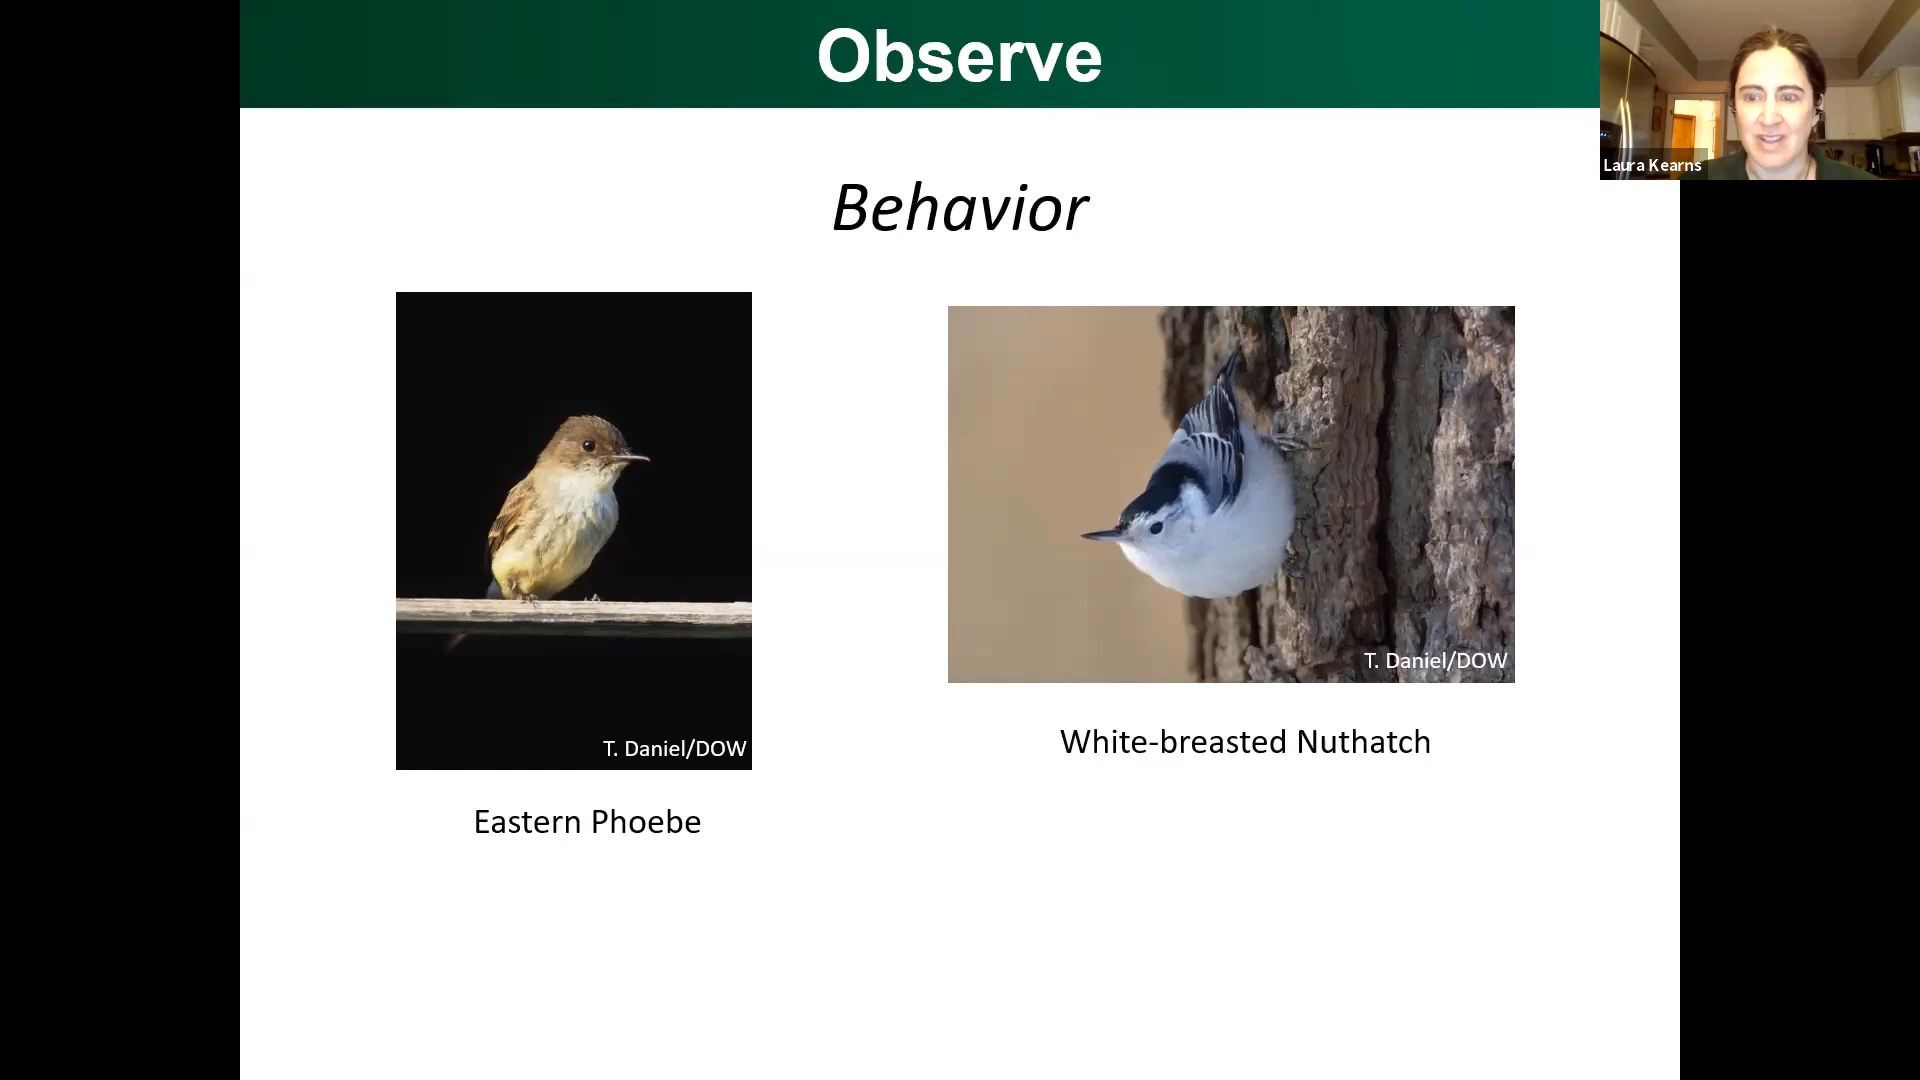 Observe
Laura Kearns
Behavior
T. Daniel/DOW
White-breasted Nuthatch
T. Daniel/DOW
Eastern Phoebe